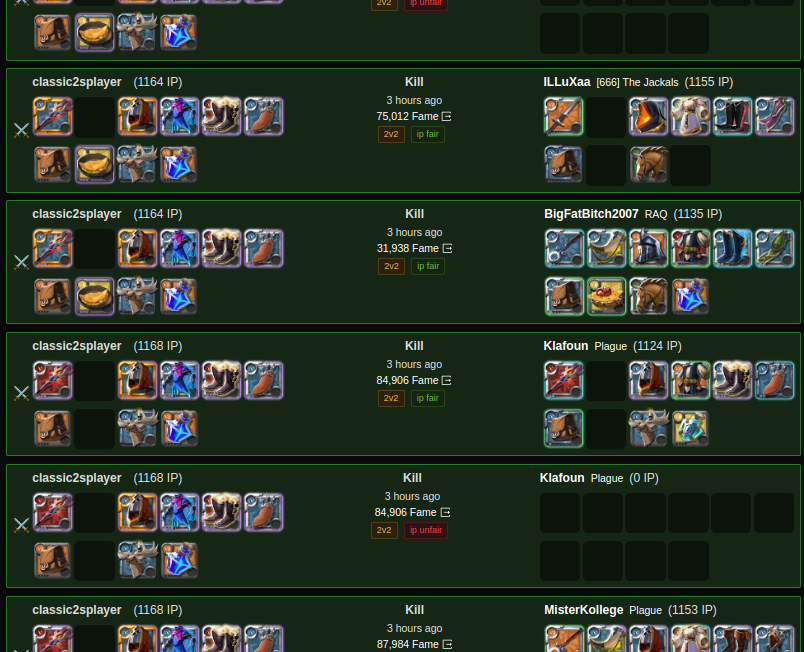 2v2 ip unfair
classic2splayer (1164 IP) Kill ILLuXaa [666] The Jackals (1155 IP)
3 hours ago
75,012 Fame
2v2 ip fair
classic2splayer (1164 IP) Kill BigFatBitch2007 RAQ (1135 IP)
3 hours ago
31,938 Fame
2v2 ip fair
classic2splayer (1168 IP) Kill Klafoun Plague (1124 IP)
3 hours ago
84,906 Fame
2v2 ip fair
classic2splayer (1168 IP) Kill Klafoun Plague (0 IP)
3 hours ago
84,906 Fame
2v2 ip unfair
classic2splayer (1168 IP) Kill MisterKollege Plague (1153 IP)
3 hours ago
87,984 Fame